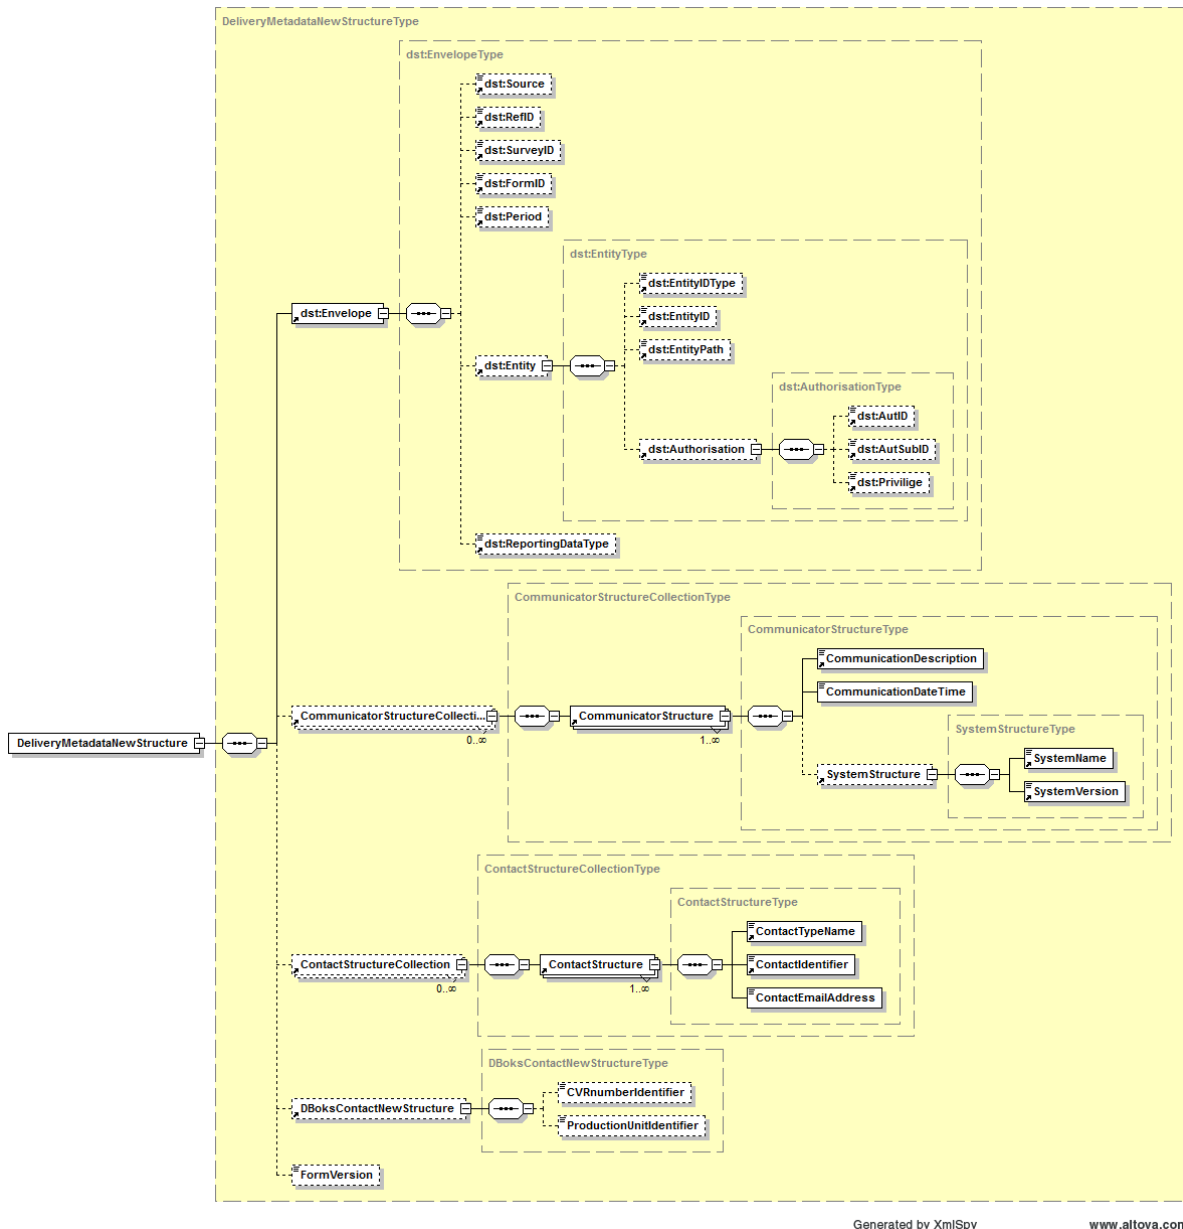 DeliveryMetadataNewStructureType
dst:EnvelopeType
dst:Source
dst:RefID
dst:SurveyID
dst:FormID
dst:Period
dst:EntityType
dst:EntityIDType
dst:EntityID
dst:Envelope
dst:EntityPath
dst:Entity
dst:AuthorisationType
dst:AutID
dst:Authorisation
dst:AutSubID
dst:Privilige
dst:ReportingDataType
CommunicatorStructureCollectionType
CommunicatorStructureType
CommunicationDescription
CommunicationDateTime
CommunicatorStructureCollecti...
0..∞
CommunicatorStructure
1..∞
SystemStructureType
DeliveryMetadataNewStructure
SystemName
SystemStructure
SystemVersion
ContactStructureCollectionType
ContactStructureType
ContactTypeName
ContactStructureCollection
0..∞
ContactStructure
1..∞
ContactIdentifier
ContactEmailAddress
DBoksContactNewStructureType
CVRnumberIdentifier
DBoksContactNewStructure
ProductionUnitIdentifier
FormVersion
Generated by XmlSpy
www.altova.com